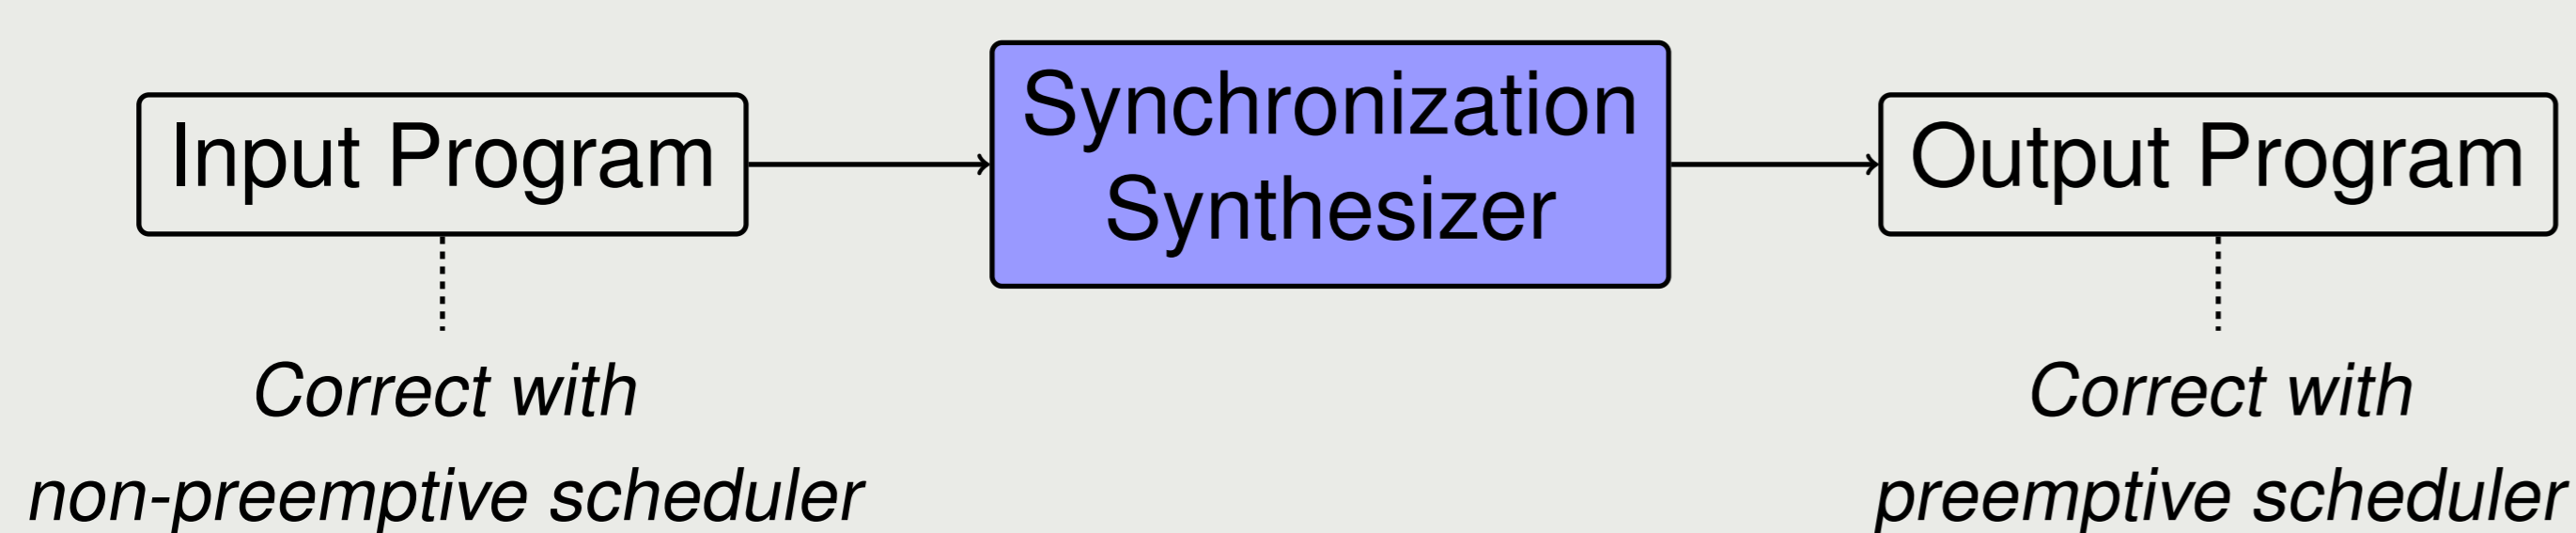 Input Program
Correct with
non-preemptive scheduler
Synchronization
Synthesizer
Output Program
Correct with
preemptive scheduler